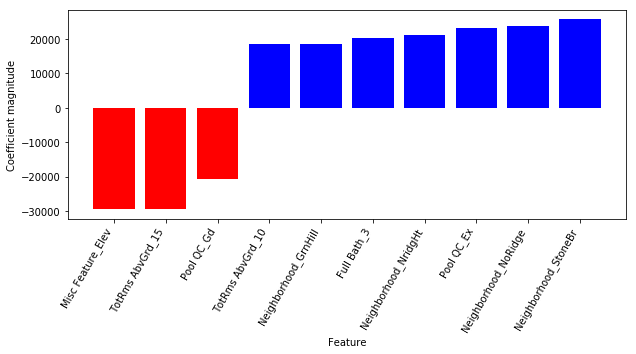 20000
10000
0
−10000
−20000
−30000
Coefficient magnitude
Misc Feature_Elev
TotRms AbvGrd_15
Pool QC_Gd
TotRms AbvGrd_10
Neighborhood_GrnHill
Full Bath_3
Neighborhood_NridgHt
Pool QC_Ex
Neighborhood_NoRidge
Neighborhood_StoneBr
Feature